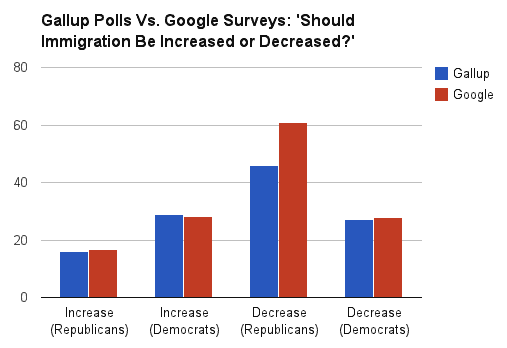 Gallup Polls Vs. Google Surveys: 'Should
Immigration Be Increased or Decreased?'
80
60
40
20
0
Gallup
Google
Increase
(Republicans)
Increase
(Democrats)
Decrease
(Republicans)
Decrease
(Democrats)